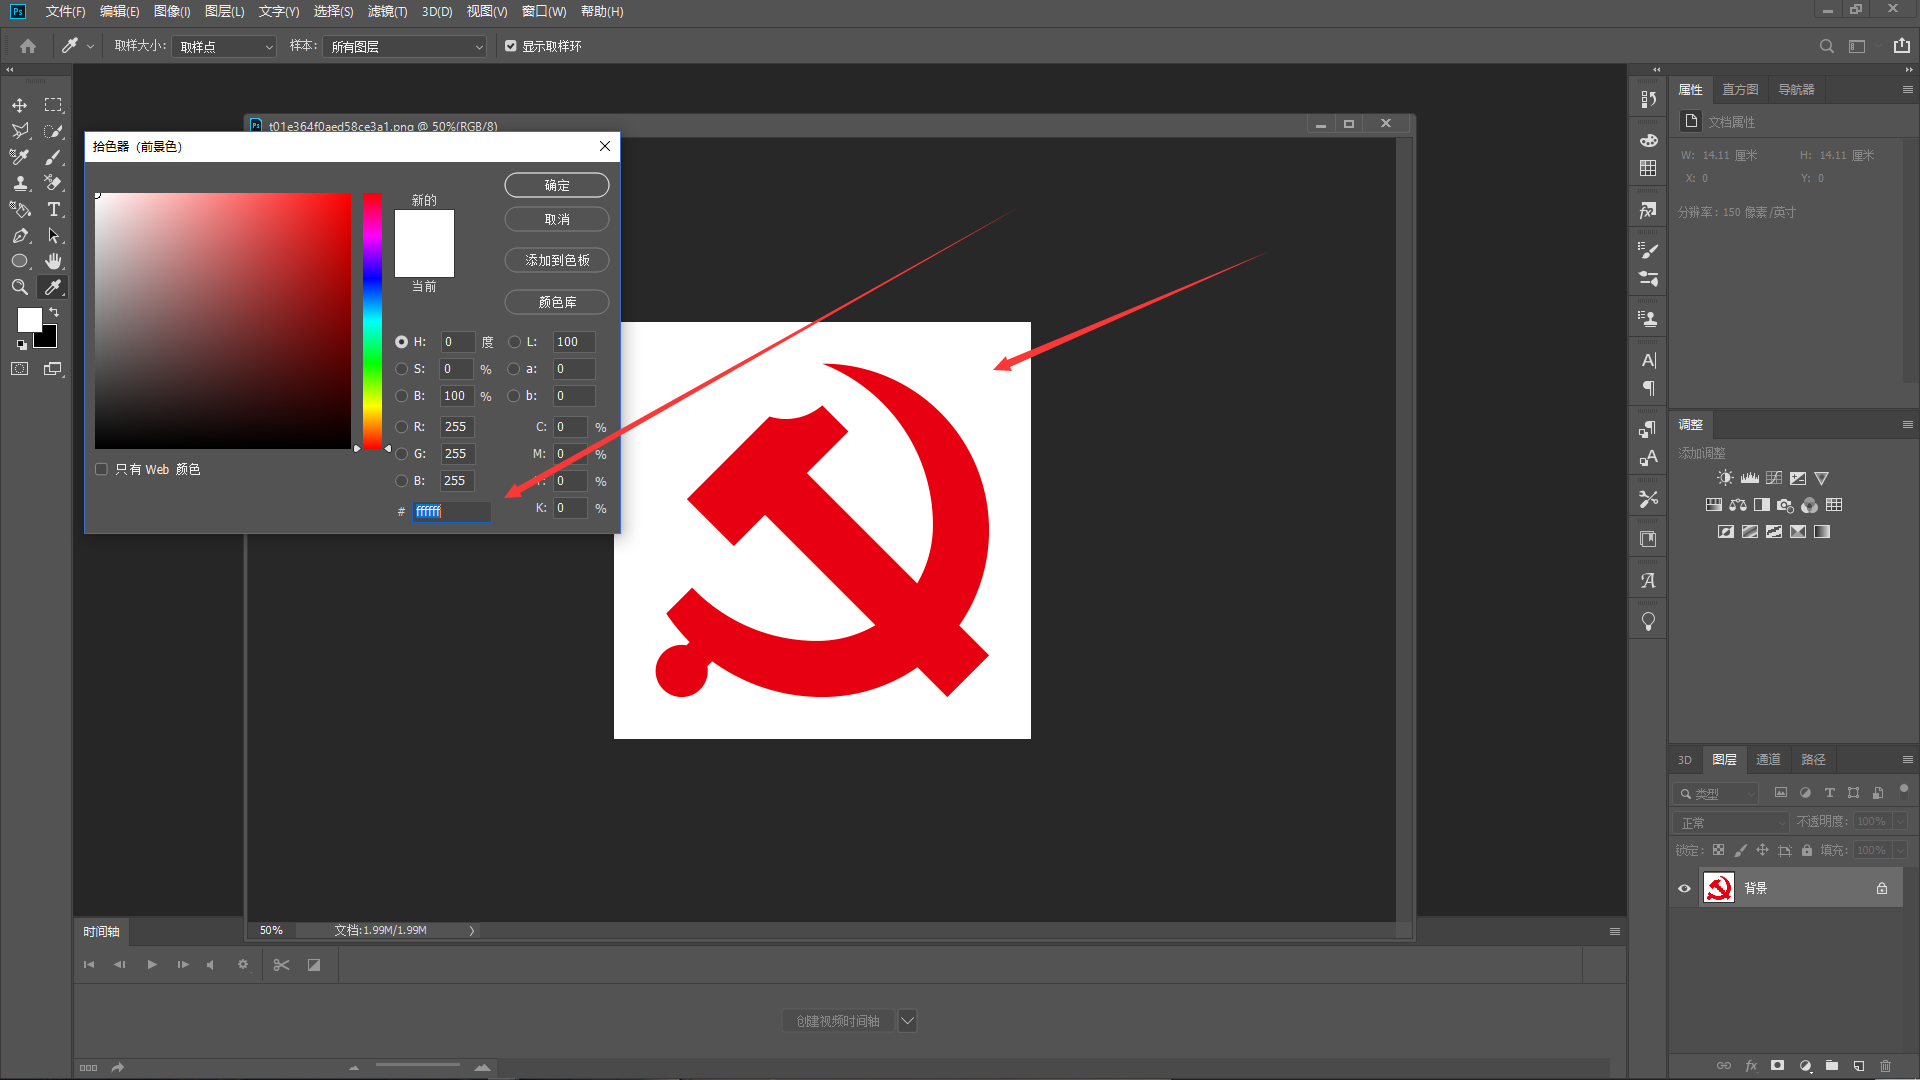 文件(F) 编辑(E) 图像(I) 图层(L) 文字(Y) 选择(S) 滤镜(T) 3D(D) 视图(V) 窗口(W) 帮助(H)
取样大小: 取样点 样本: 所有图层 显示取样环
t01e364f0aed58ce3a1.png @ 50%(RGB/8)
拾色器（前景色）
新的
当前
确定
取消
添加到色板
颜色库
H: 0 度 L: 100
S: 0 % a: 0
B: 100 % b: 0
R: 255 C: 0 %
G: 255 M: 0 %
B: 255 Y: 0 %
# ffffff K: 0 %
只有 Web 颜色
属性 直方图 导航器
文档属性
W: 14.11 厘米 H: 14.11 厘米
X: 0 Y: 0
分辨率: 150 像素/英寸
调整
添加调整
3D 图层 通道 路径
类型
正常 不透明度: 100%
锁定: 填充: 100%
背景
50% 文档:1.99M/1.99M
时间轴
创建视频时间轴